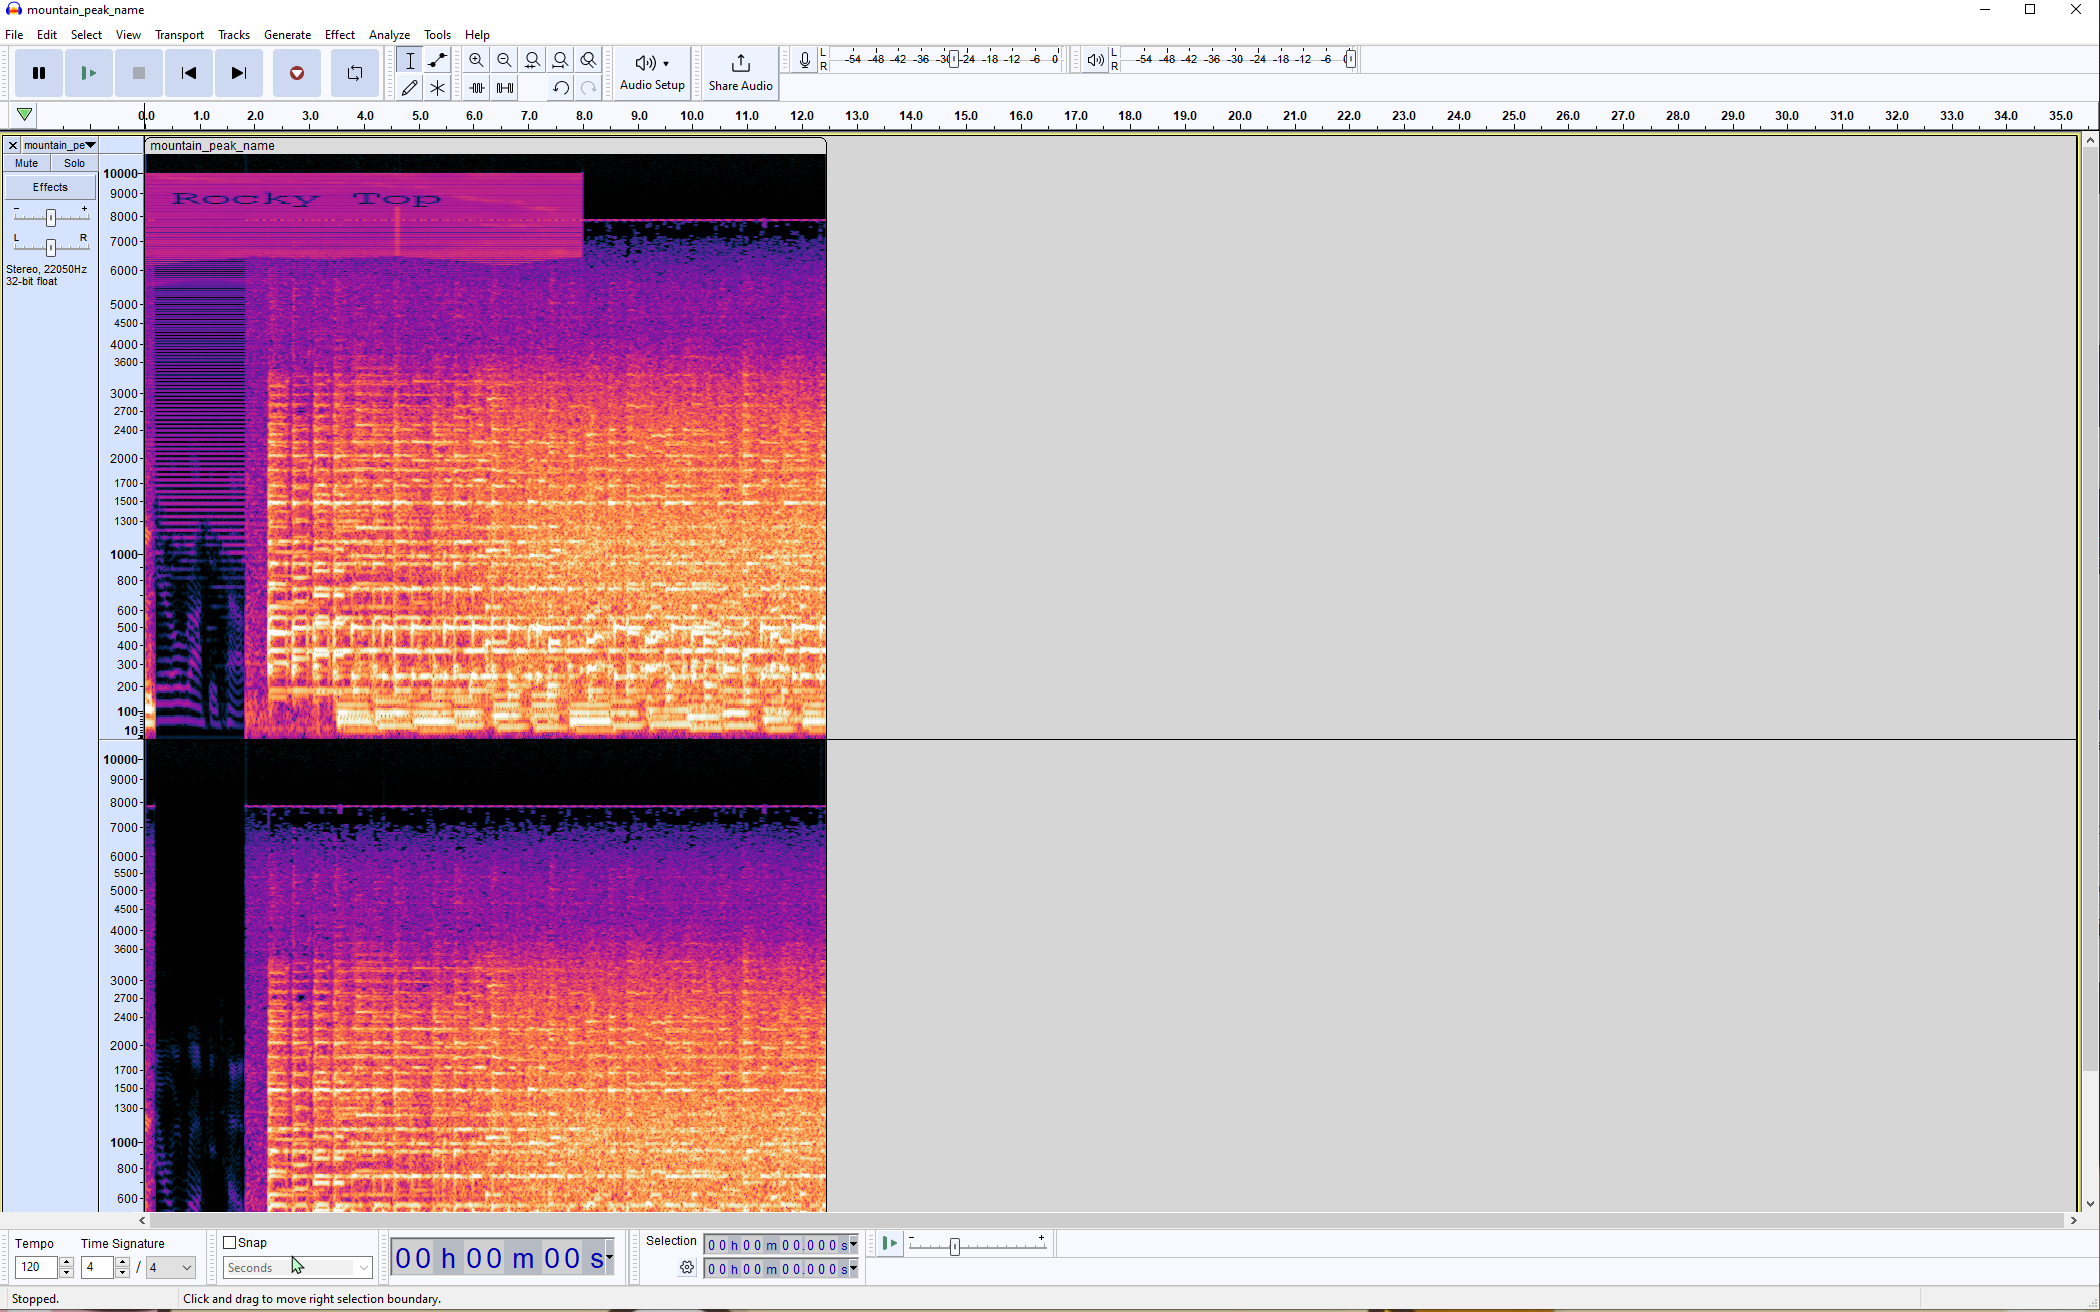 mountain_peak_name
File Edit Select View Transport Tracks Generate Effect Analyze Tools Help
Audio Setup
Share Audio
L
R
-54 -48 -42 -36 -30 -24 -18 -12 -6 0
L
R
-54 -48 -42 -36 -30 -24 -18 -12 -6
0.0 1.0 2.0 3.0 4.0 5.0 6.0 7.0 8.0 9.0 10.0 11.0 12.0 13.0 14.0 15.0 16.0 17.0 18.0 19.0 20.0 21.0 22.0 23.0 24.0 25.0 26.0 27.0 28.0 29.0 30.0 31.0 32.0 33.0 34.0 35.0
mountain_pe
Mute Solo
Effects
- +
L R
Stereo, 22050Hz
32-bit float
mountain_peak_name
Rocky Top
10000
9000
8000
7000
6000
5000
4500
4000
3600
3000
2700
2400
2000
1700
1500
1300
1000
800
600
500
400
300
200
100
10
10000
9000
8000
7000
6000
5500
5000
4500
4000
3600
3000
2700
2400
2000
1700
1500
1300
1000
800
600
Tempo
120
Time Signature
4 / 4
Snap
Seconds
00 h 00 m 00 s
Selection
00 h 00 m 00.000 s
00 h 00 m 00.000 s
- +
Stopped.
Click and drag to move right selection boundary.